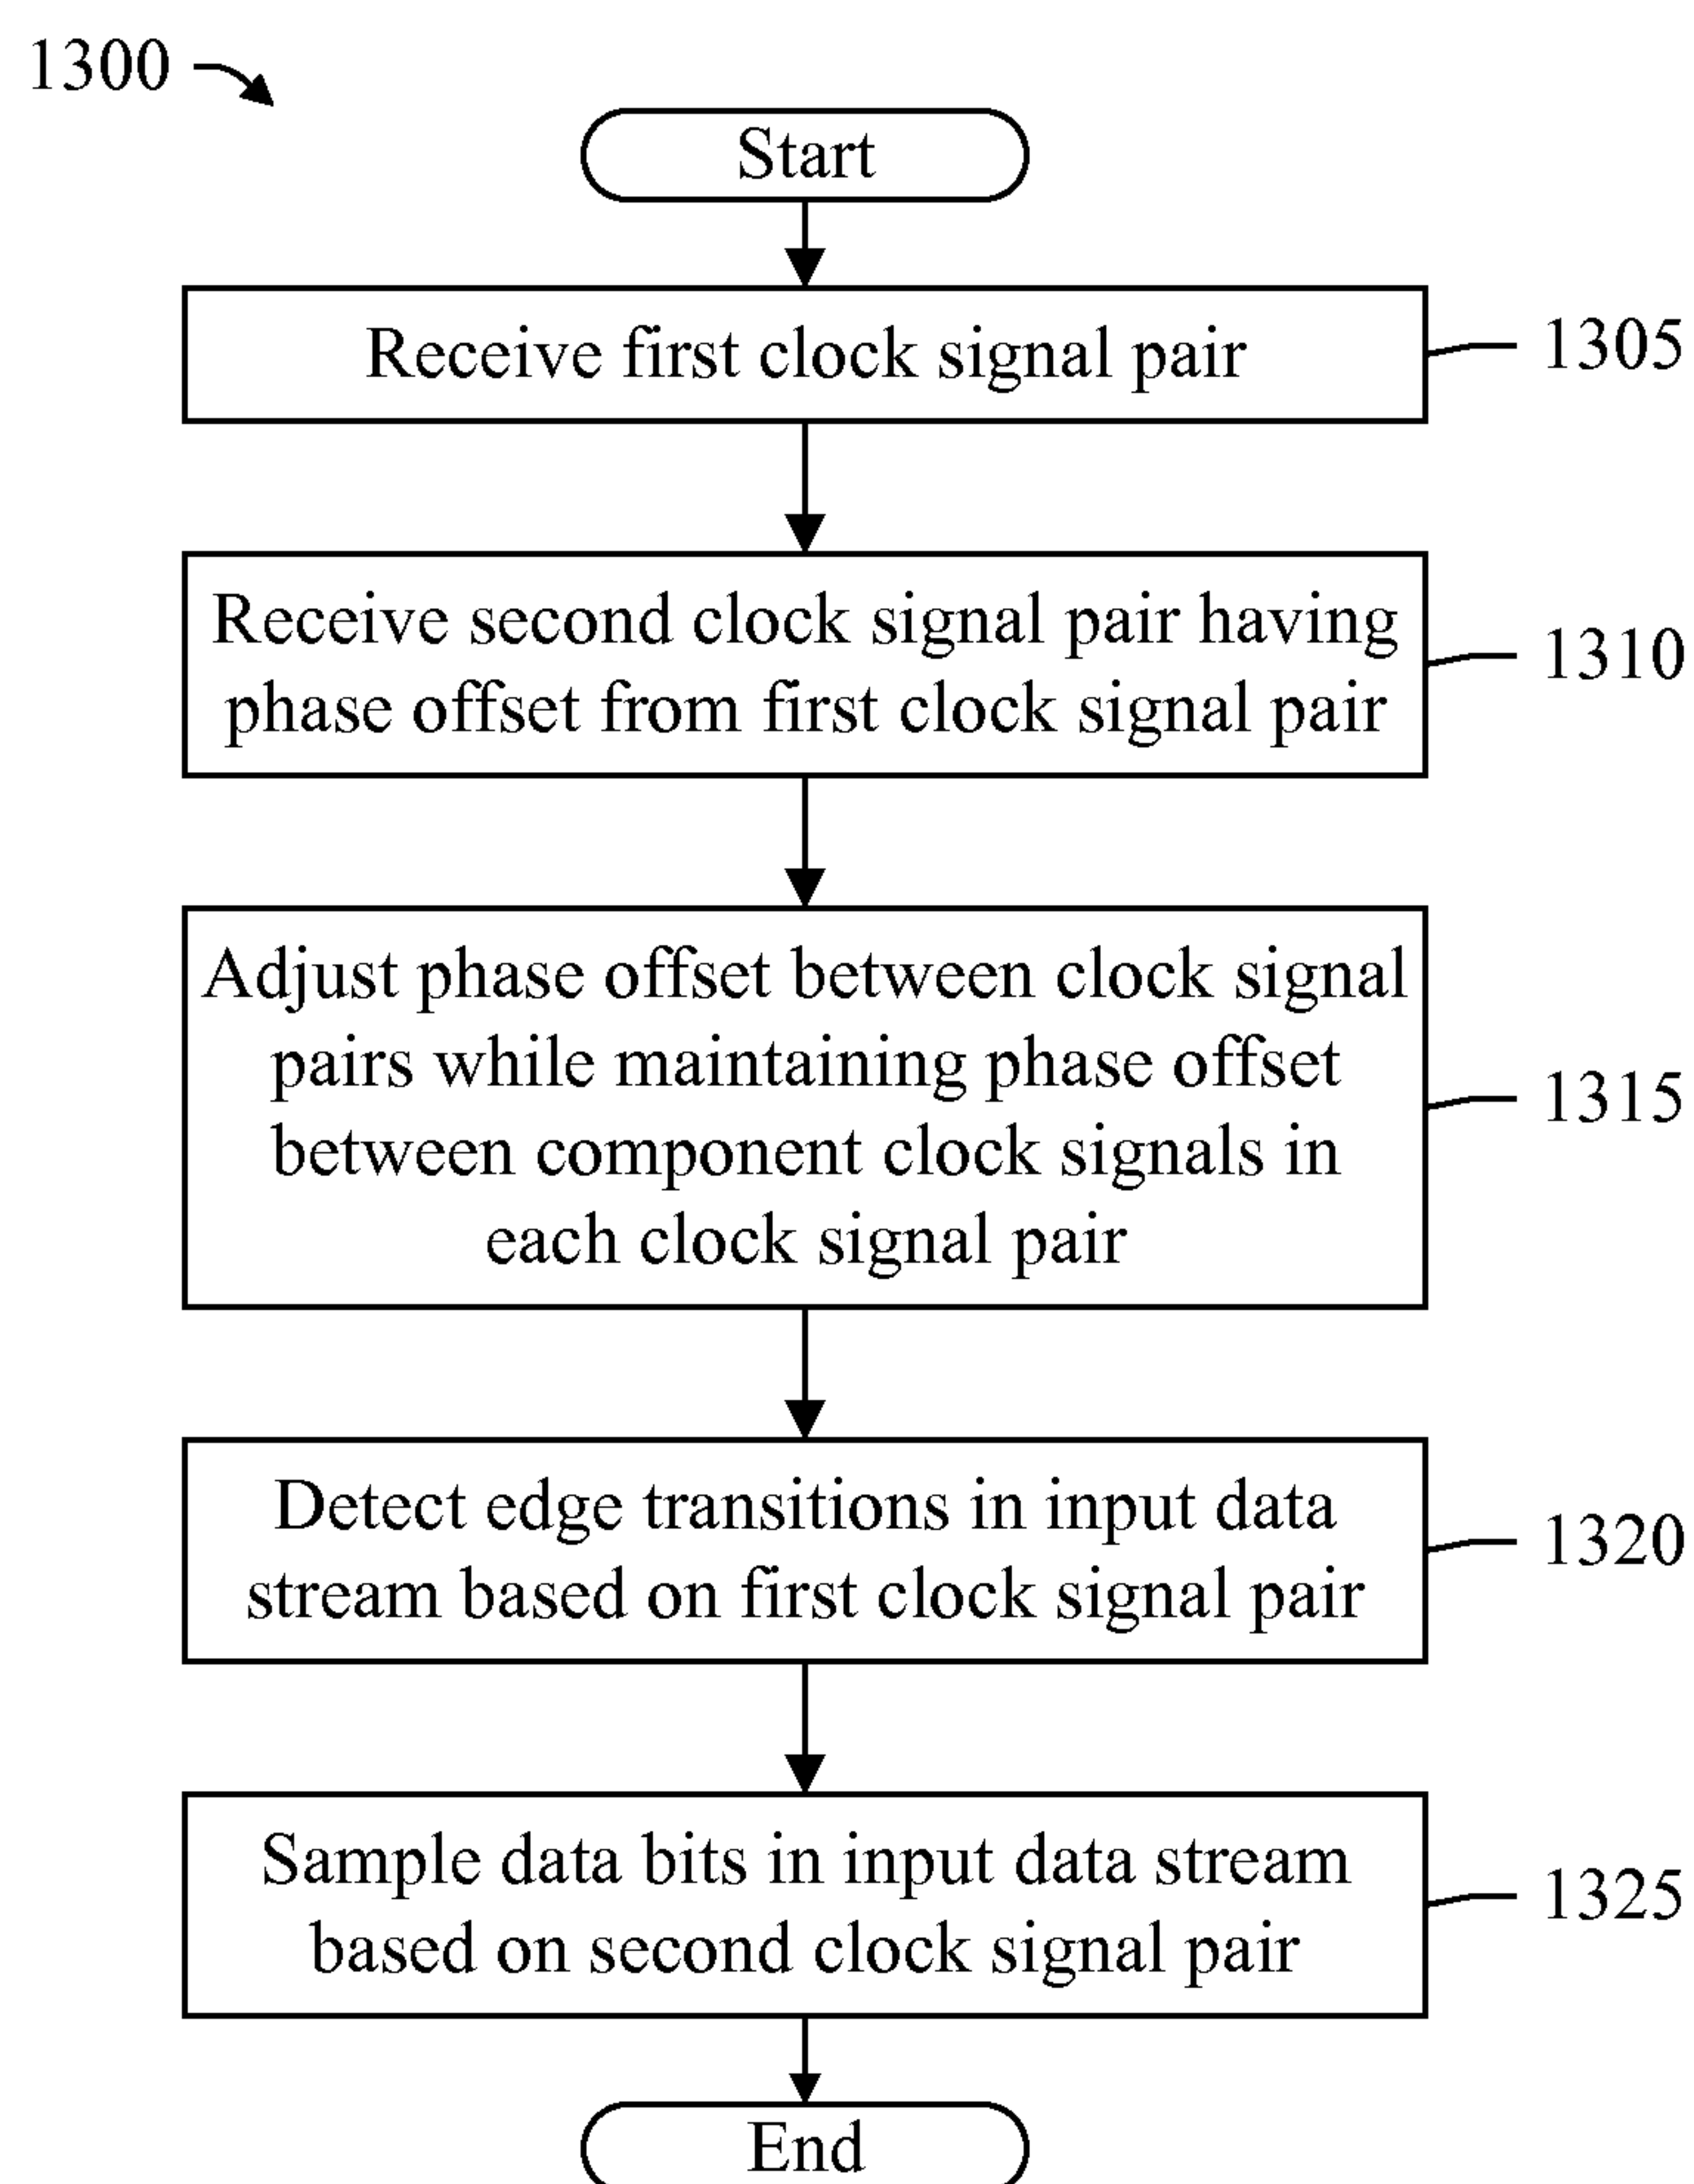 1300
Start
Receive first clock signal pair
1305
Receive second clock signal pair having
phase offset from first clock signal pair
1310
Adjust phase offset between clock signal
pairs while maintaining phase offset
between component clock signals in
each clock signal pair
1315
Detect edge transitions in input data
stream based on first clock signal pair
1320
Sample data bits in input data stream
based on second clock signal pair
1325
End